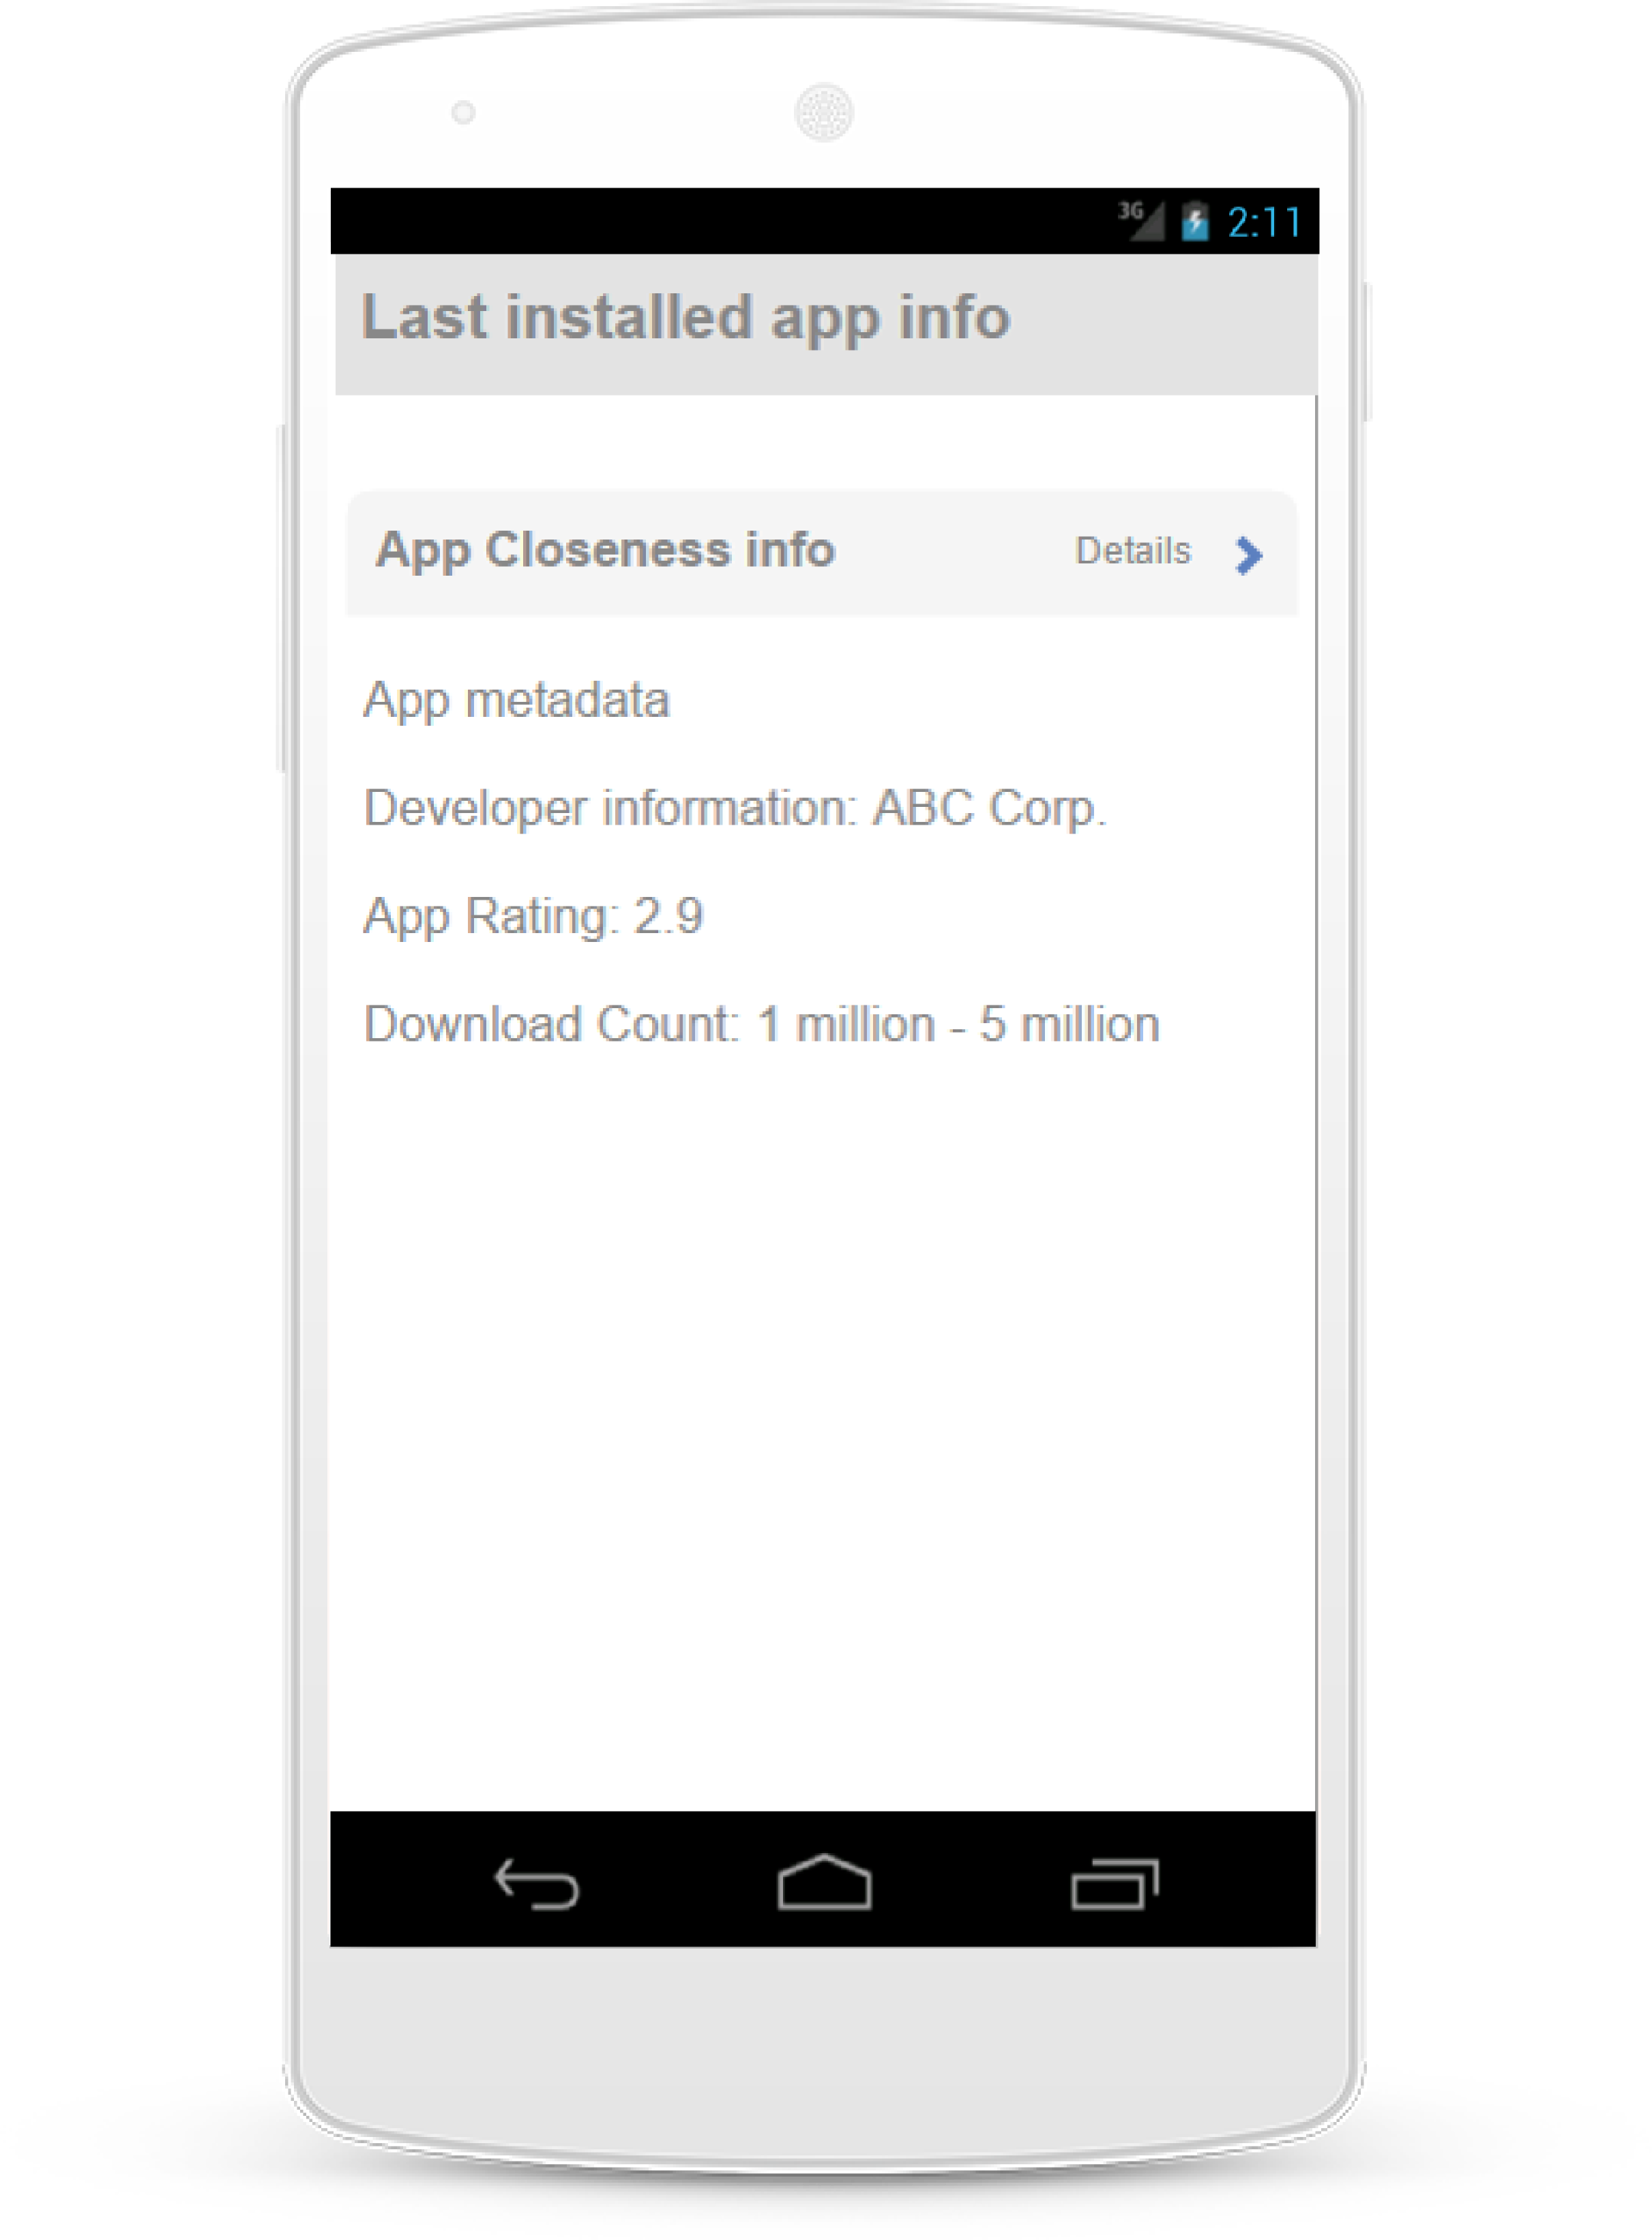 3G 2:11
Last installed app info
App Closeness info Details
App metadata
Developer information: ABC Corp.
App Rating: 2.9
Download Count: 1 million - 5 million